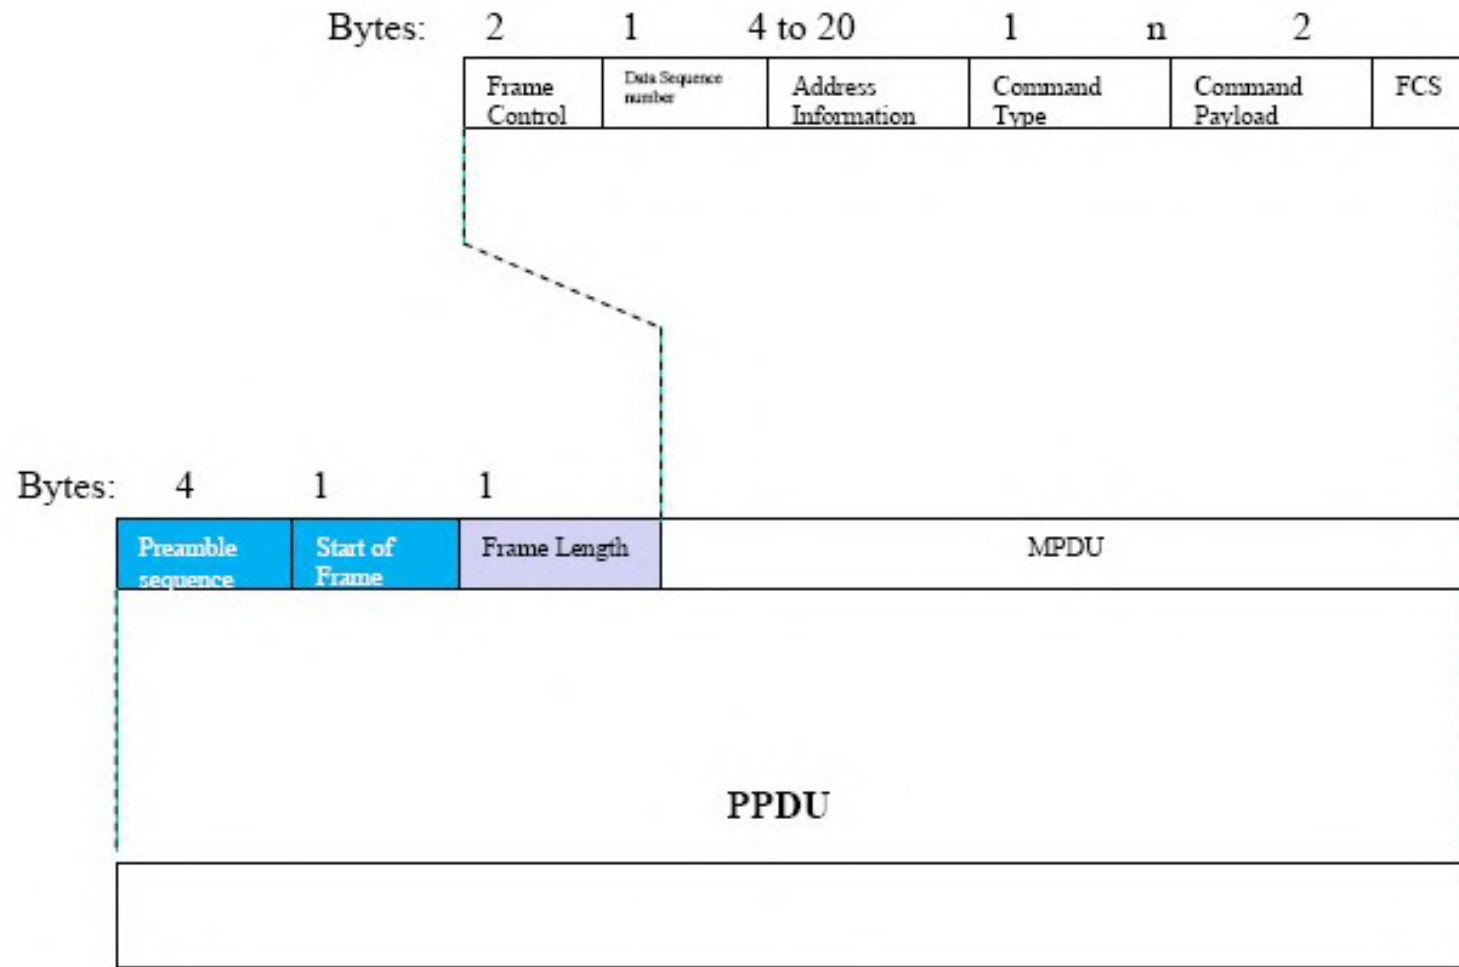 Bytes: 2 1 4 to 20 1 n 2
Frame Control
Data Sequence number
Address Information
Command Type
Command Payload
FCS
Bytes: 4 1 1
Preamble sequence
Start of Frame
Frame Length
MPDU
PPDU